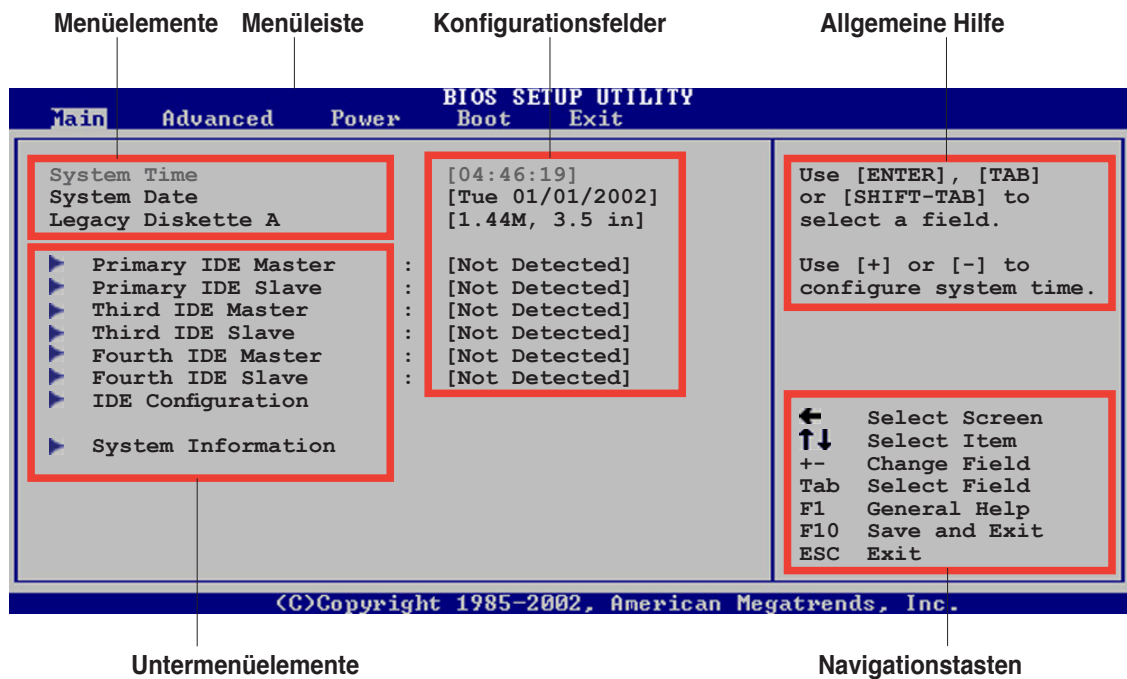 Menüelemente Menüleiste Konfigurationsfelder Allgemeine Hilfe
BIOS SETUP UTILITY
Main Advanced Power Boot Exit
System Time [04:46:19]
System Date [Tue 01/01/2002]
Legacy Diskette A [1.44M, 3.5 in]
Primary IDE Master : [Not Detected]
Primary IDE Slave : [Not Detected]
Third IDE Master : [Not Detected]
Third IDE Slave : [Not Detected]
Fourth IDE Master : [Not Detected]
Fourth IDE Slave : [Not Detected]
IDE Configuration
System Information
Use [ENTER], [TAB]
or [SHIFT-TAB] to
select a field.
Use [+] or [-] to
configure system time.
← Select Screen
↑↓ Select Item
+- Change Field
Tab Select Field
F1 General Help
F10 Save and Exit
ESC Exit
(C)Copyright 1985-2002, American Megatrends, Inc.
Untermenüelemente Navigationstasten